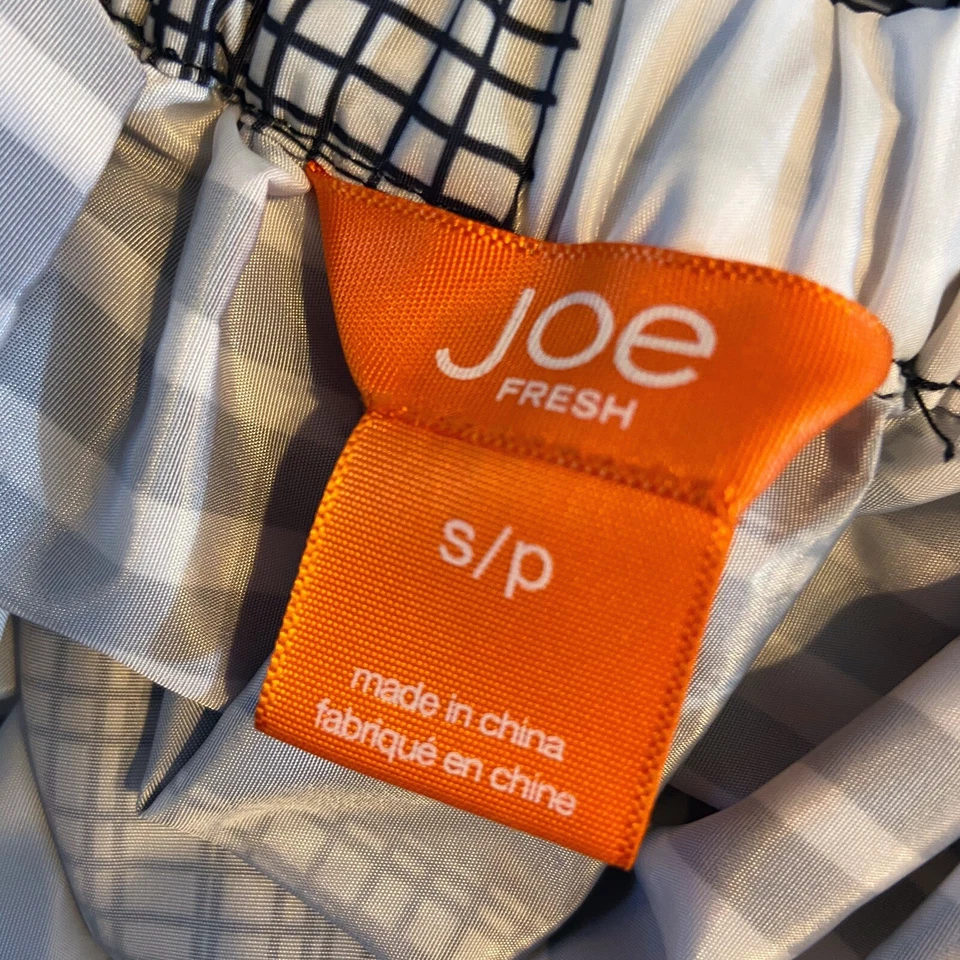 Joe
FRESH
s/p
made in china
fabriqué en chine